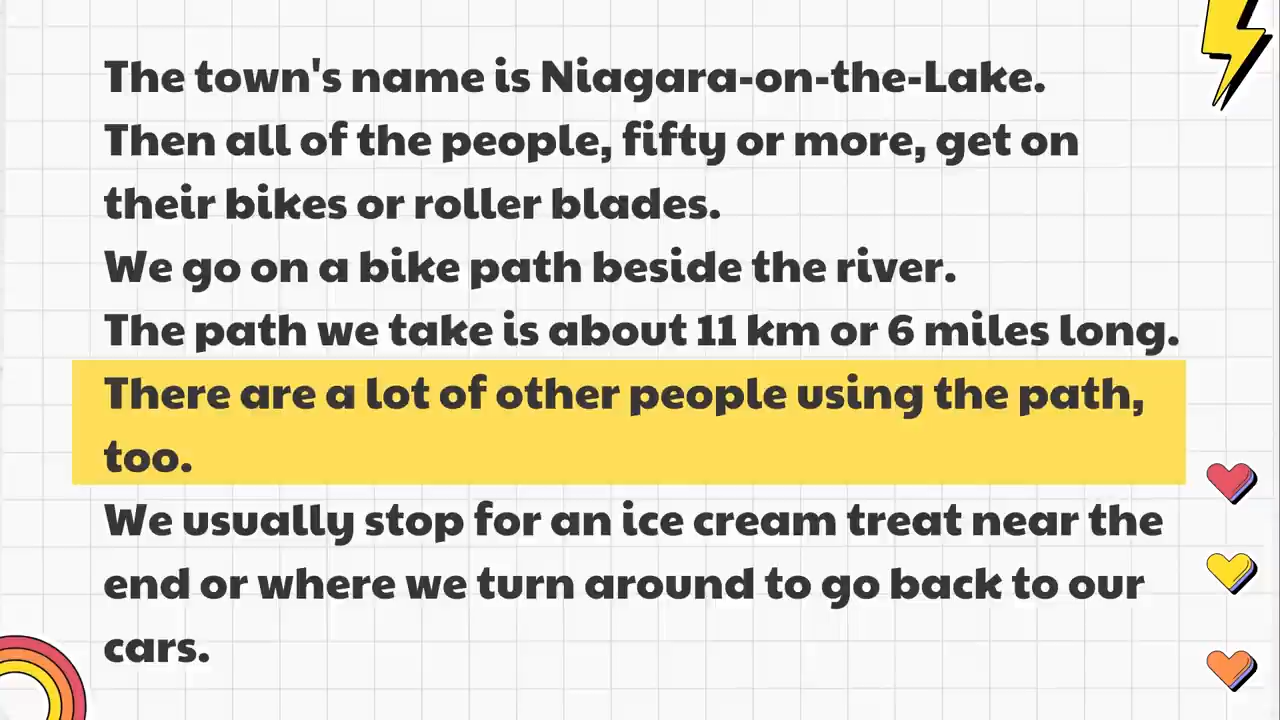 The town's name is Niagara-on-the-Lake.
Then all of the people, fifty or more, get on
their bikes or roller blades.
We go on a bike path beside the river.
The path we take is about 11 km or 6 miles long.
There are a lot of other people using the path,
too.
We usually stop for an ice cream treat near the
end or where we turn around to go back to our
cars.